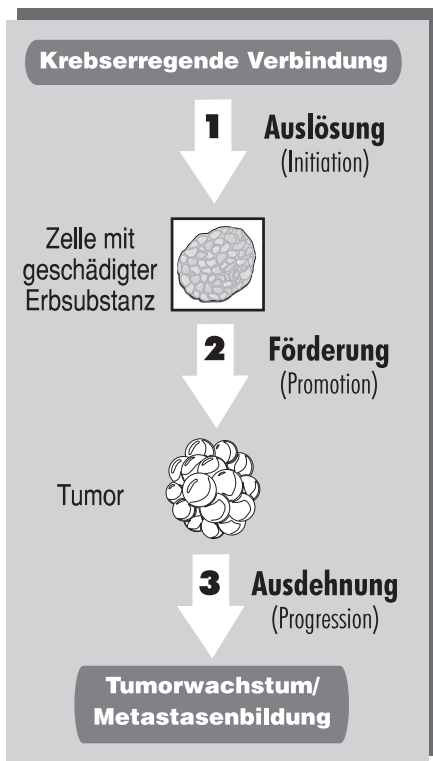 Krebserregende Verbindung
1 Auslösung
(Initiation)
Zelle mit
geschädigter
Erbsubstanz
2 Förderung
(Promotion)
Tumor
3 Ausdehnung
(Progression)
Tumorwachstum/
Metastasenbildung